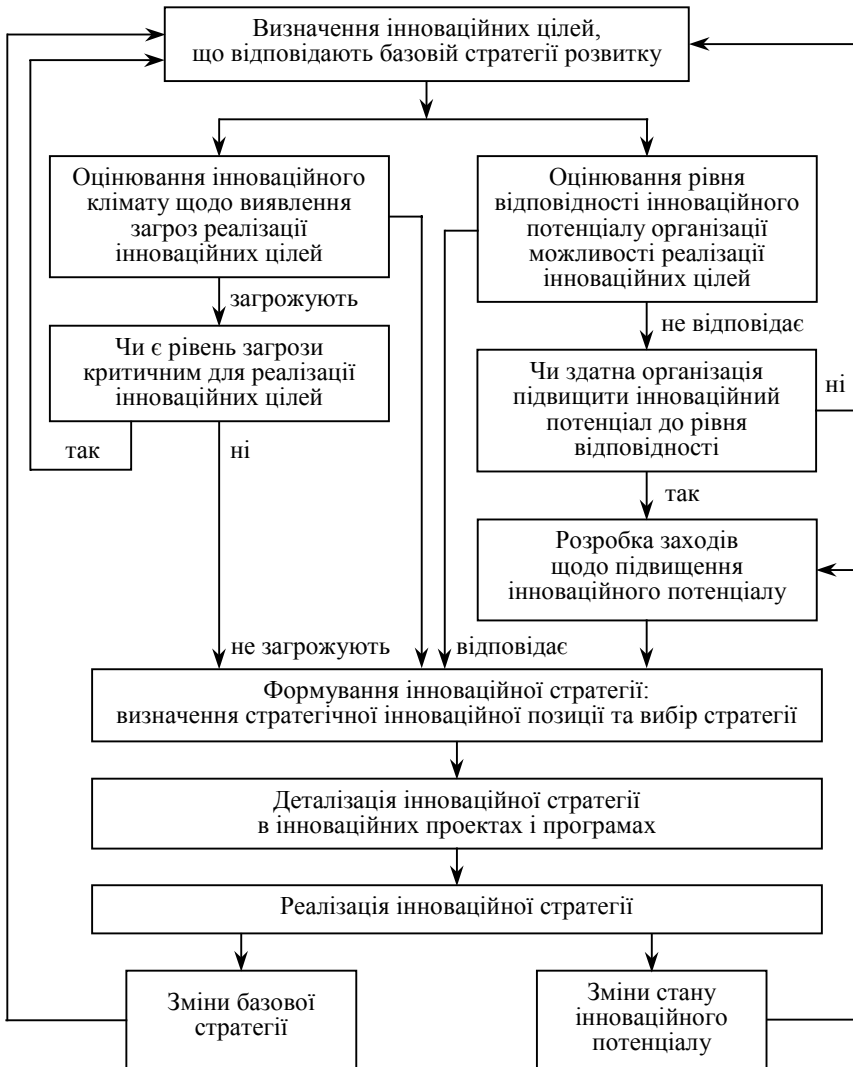 Визначення інноваційних цілей,
що відповідають базовій стратегії розвитку
Оцінювання інноваційного
клімату щодо виявлення
загроз реалізації
інноваційних цілей
Оцінювання рівня
відповідності інноваційного
потенціалу організації
можливості реалізації
інноваційних цілей
загрожують
не відповідає
Чи є рівень загрози
критичним для реалізації
інноваційних цілей
Чи здатна організація
підвищити інноваційний
потенціал до рівня
відповідності
ні
так
ні
так
Розробка заходів
щодо підвищення
інноваційного потенціалу
не загрожують
відповідає
Формування інноваційної стратегії:
визначення стратегічної інноваційної позиції та вибір стратегії
Деталізація інноваційної стратегії
в інноваційних проектах і програмах
Реалізація інноваційної стратегії
Зміни базової
стратегії
Зміни стану
інноваційного
потенціалу